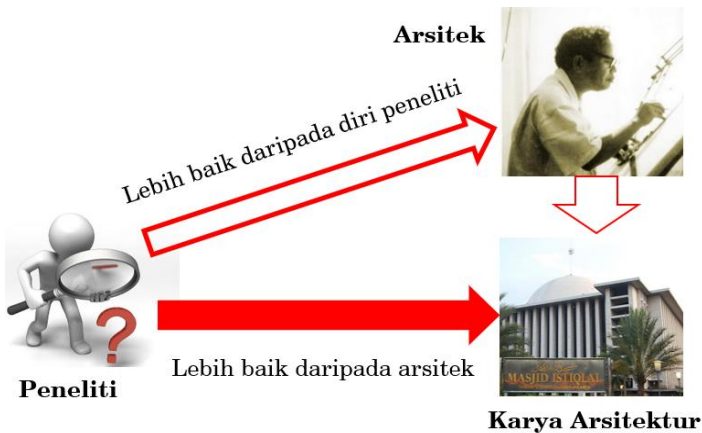 Arsitek
Lebih baik daripada diri peneliti
Lebih baik daripada arsitek
Peneliti
MASJID ISTIQLAL
Karya Arsitektur